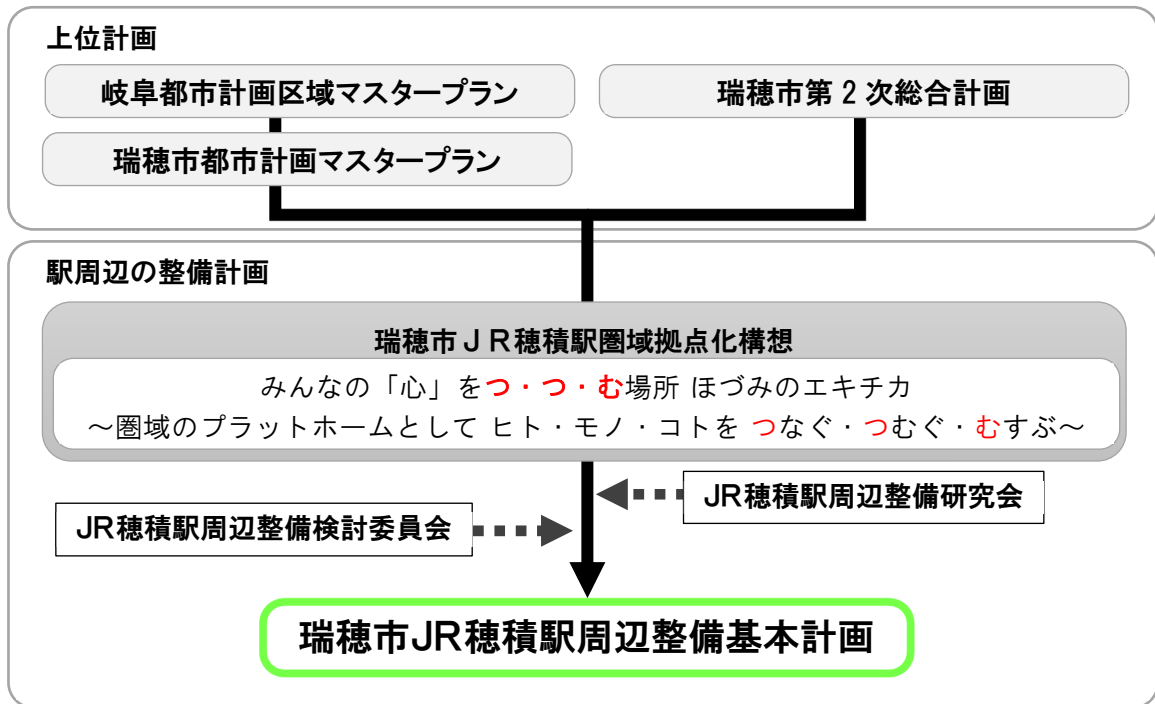 上位計画
岐阜都市計画区域マスタープラン
瑞穂市第2次総合計画
瑞穂市都市計画マスタープラン
駅周辺の整備計画
瑞穂市JR穂積駅圏域拠点化構想
みんなの「心」をつ・つ・む場所 ほづみのエキチカ
~圏域のプラットホームとして ヒト・モノ・コトを つなぐ・つむぐ・むすぶ~
JR穂積駅周辺整備研究会
JR穂積駅周辺整備検討委員会
瑞穂市JR穂積駅周辺整備基本計画